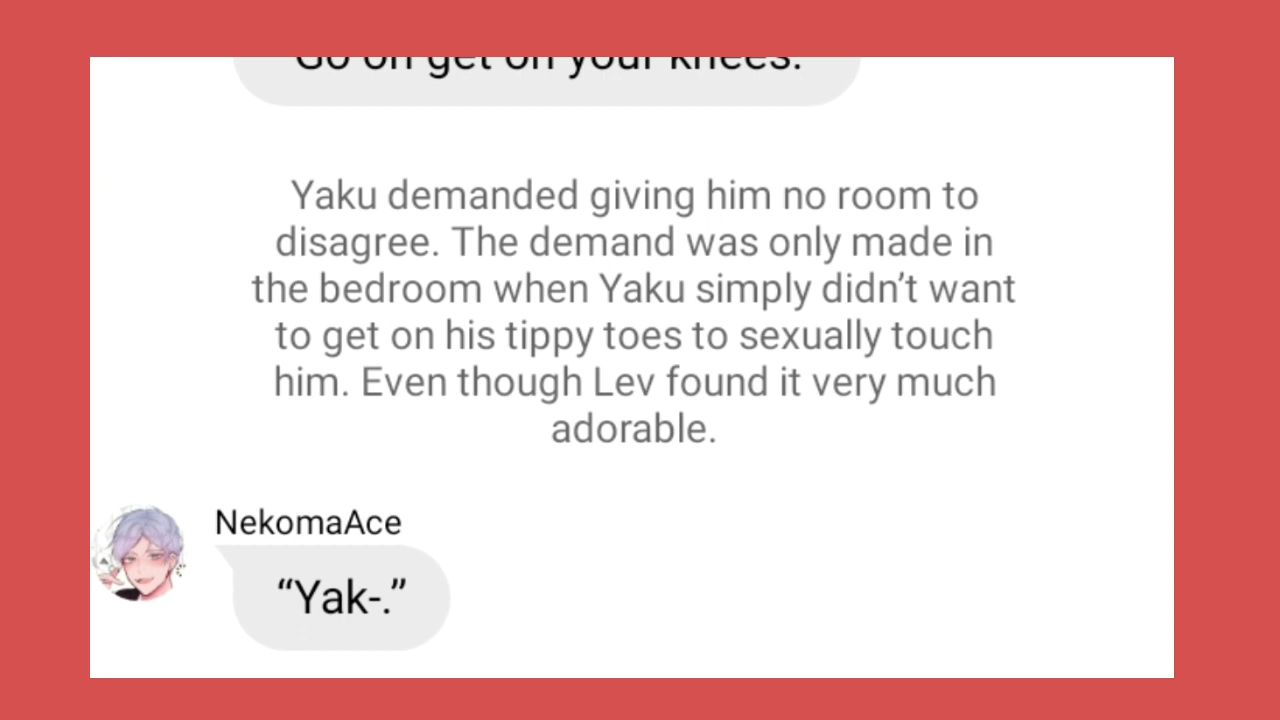 Go on get on your knees.
Yaku demanded giving him no room to
disagree. The demand was only made in
the bedroom when Yaku simply didn’t want
to get on his tippy toes to sexually touch
him. Even though Lev found it very much
adorable.
NekomaAce
“Yak-.”